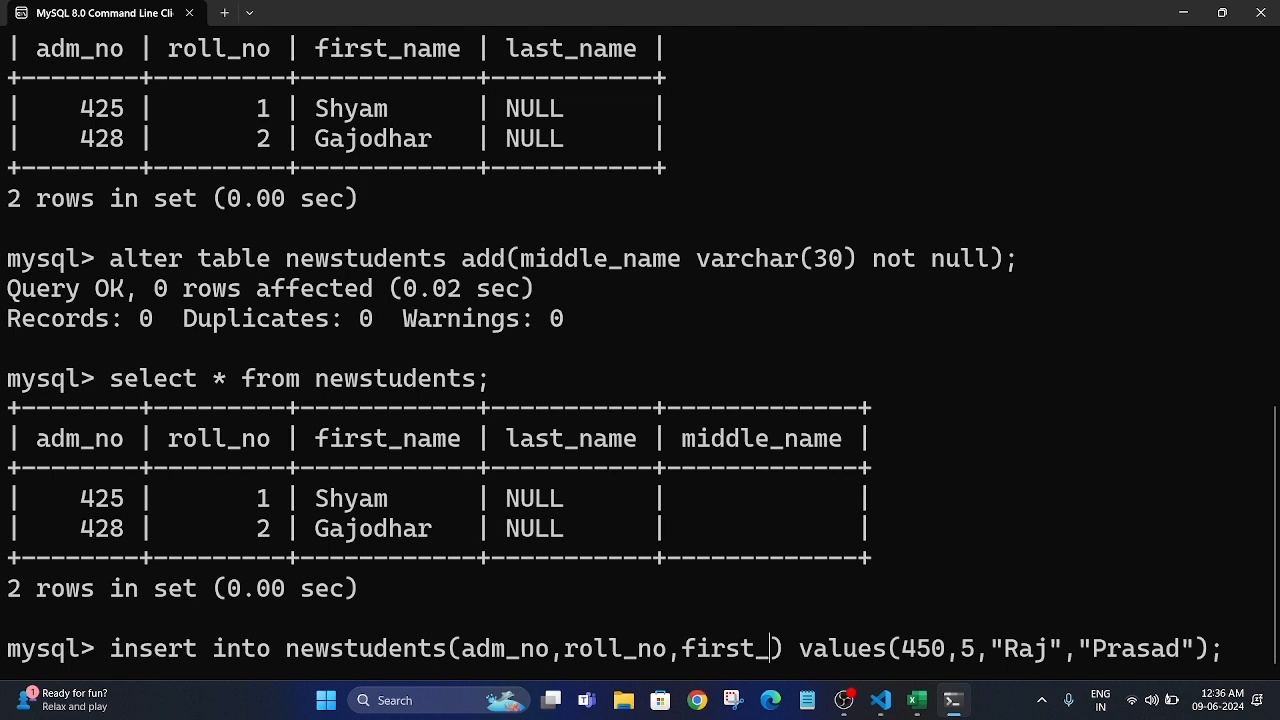 MySQL 8.0 Command Line Cli
| adm_no | roll_no | first_name | last_name |
+--------+---------+------------+-----------+
|    425 |       1 | Shyam      | NULL      |
|    428 |       2 | Gajodhar   | NULL      |
+--------+---------+------------+-----------+
2 rows in set (0.00 sec)
mysql> alter table newstudents add(middle_name varchar(30) not null);
Query OK, 0 rows affected (0.02 sec)
Records: 0  Duplicates: 0  Warnings: 0
mysql> select * from newstudents;
+--------+---------+------------+-----------+-------------+
| adm_no | roll_no | first_name | last_name | middle_name |
+--------+---------+------------+-----------+-------------+
|    425 |       1 | Shyam      | NULL      |             |
|    428 |       2 | Gajodhar   | NULL      |             |
+--------+---------+------------+-----------+-------------+
2 rows in set (0.00 sec)
mysql> insert into newstudents(adm_no,roll_no,first_) values(450,5,"Raj","Prasad");
1
Ready for fun?
Relax and play
Search
ENG
IN
12:36 AM
09-06-2024